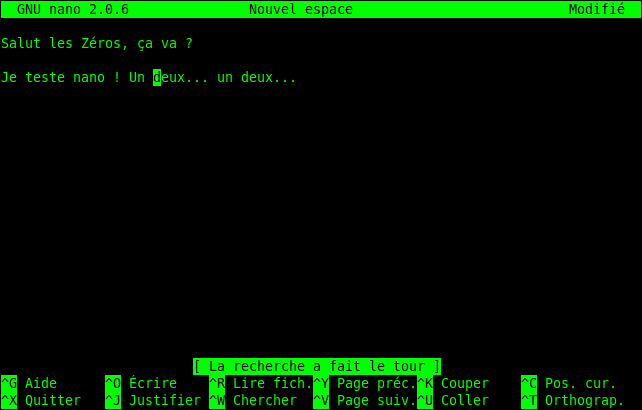 GNU nano 2.0.6 Nouvel espace Modifié
Salut les Zéros, ça va ?
Je teste nano ! Un deux... un deux...
[ La recherche a fait le tour ]
^G Aide ^O Écrire ^R Lire fich. ^Y Page préc. ^K Couper ^C Pos. cur.
^X Quitter ^J Justifier ^W Chercher ^V Page suiv. ^U Coller ^T Orthograp.